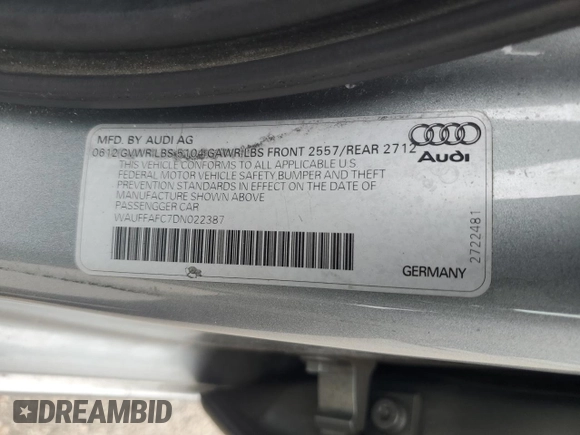 MFD. BY AUDI AG
0612/GVWR/LBS 5104/GAWR/LBS FRONT 2557/REAR 2712
THIS VEHICLE CONFORMS TO ALL APPLICABLE U.S
FEDERAL MOTOR VEHICLE SAFETY BUMPER AND THEFT
PREVENTION STANDARDS IN EFFECT ON THE DATE OF
MANUFACTURE SHOWN ABOVE
PASSENGGER CAR
WAUFFAFC7DN022387
Audi
2722481
GERMANY
DREAMBID